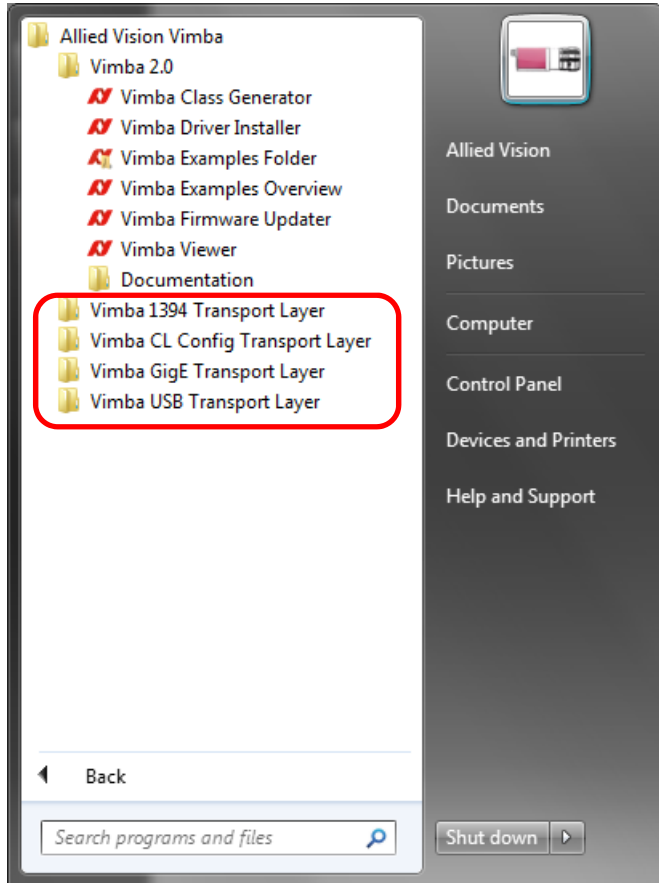 Allied Vision Vimba
Vimba 2.0
Vimba Class Generator
Vimba Driver Installer
Vimba Examples Folder
Vimba Examples Overview
Vimba Firmware Updater
Vimba Viewer
Documentation
Vimba 1394 Transport Layer
Vimba CL Config Transport Layer
Vimba GigE Transport Layer
Vimba USB Transport Layer
Back
Search programs and files
Allied Vision
Documents
Pictures
Computer
Control Panel
Devices and Printers
Help and Support
Shut down